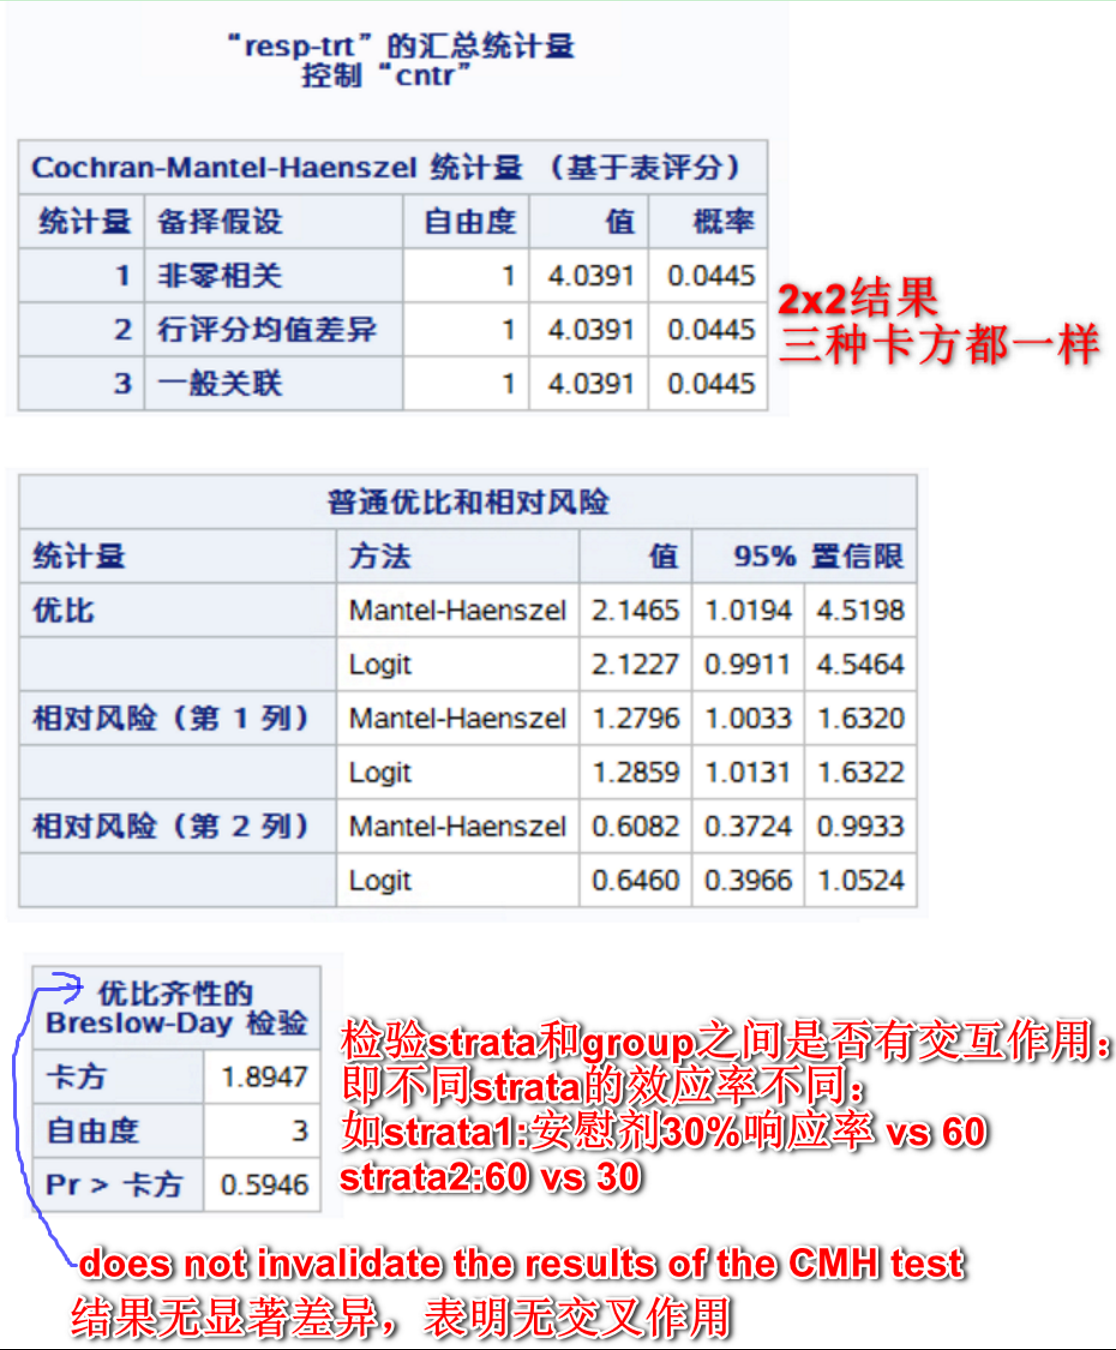 “resp-trt”的汇总统计量
控制“cntr”
Cochran-Mantel-Haenszel 统计量 （基于表评分）
统计量 备择假设 自由度 值 概率
1 非零相关 1 4.0391 0.0445
2 行评分均值差异 1 4.0391 0.0445
3 一般关联 1 4.0391 0.0445
2x2结果
三种卡方都一样
普通优比和相对风险
统计量 方法 值 95% 置信限
优比 Mantel-Haenszel 2.1465 1.0194 4.5198
Logit 2.1227 0.9911 4.5464
相对风险（第 1 列） Mantel-Haenszel 1.2796 1.0033 1.6320
Logit 1.2859 1.0131 1.6322
相对风险（第 2 列） Mantel-Haenszel 0.6082 0.3724 0.9933
Logit 0.6460 0.3966 1.0524
优比齐性的
Breslow-Day 检验
卡方 1.8947
自由度 3
Pr > 卡方 0.5946
检验strata和group之间是否有交互作用：
即不同strata的效应率不同：
如strata1:安慰剂30%响应率 vs 60
strata2:60 vs 30
does not invalidate the results of the CMH test
结果无显著差异，表明无交叉作用